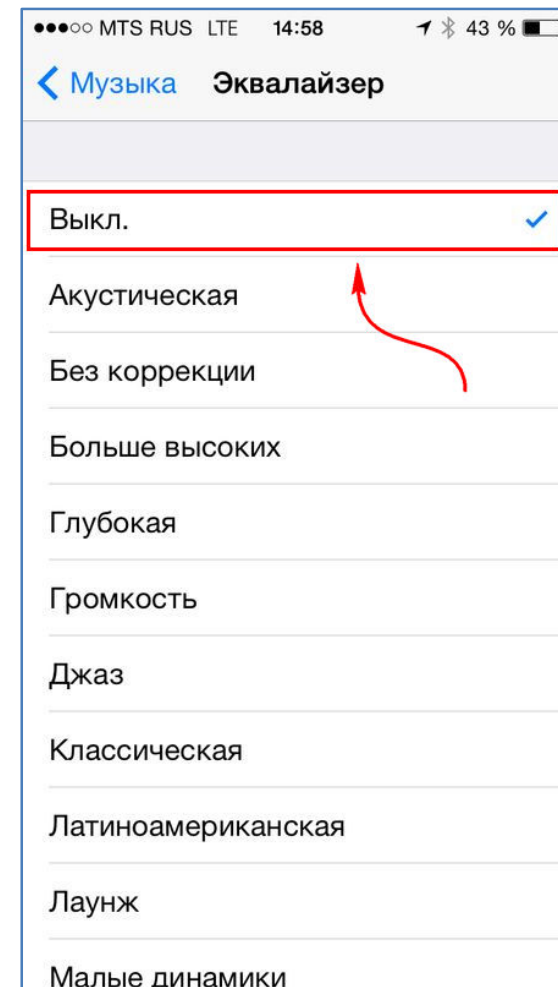 MTS RUS LTE 14:58 43 %
Музыка Эквалайзер
Выкл.
Акустическая
Без коррекции
Больше высоких
Глубокая
Громкость
Джаз
Классическая
Латиноамериканская
Лаунж
Малые динамики